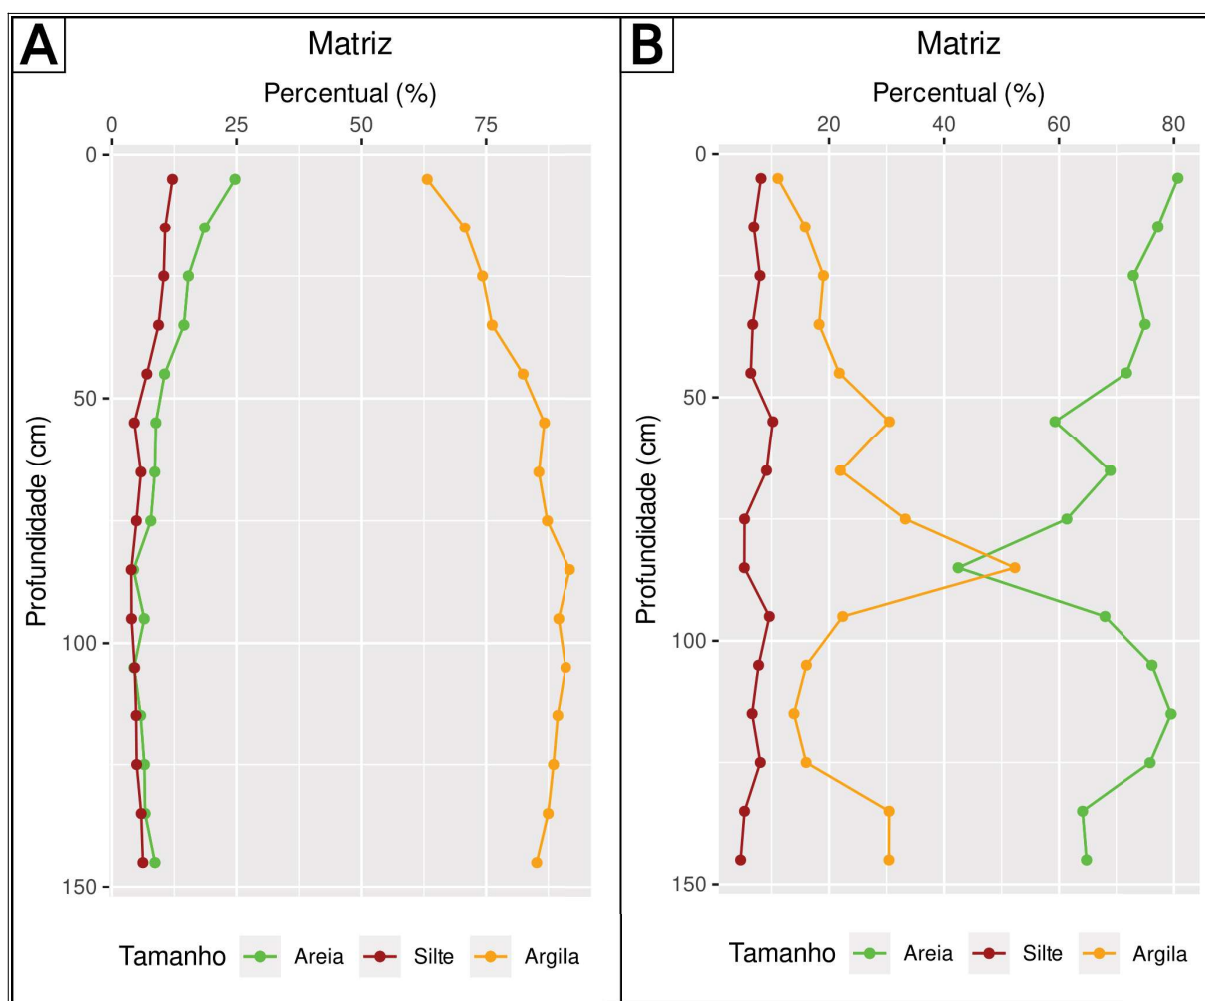 A
Matriz
Percentual (%)
0 25 50 75
0
50
100
150
Profundidade (cm)
Tamanho Areia Silte Argila
B
Matriz
Percentual (%)
20 40 60 80
0
50
100
150
Profundidade (cm)
Tamanho Areia Silte Argila